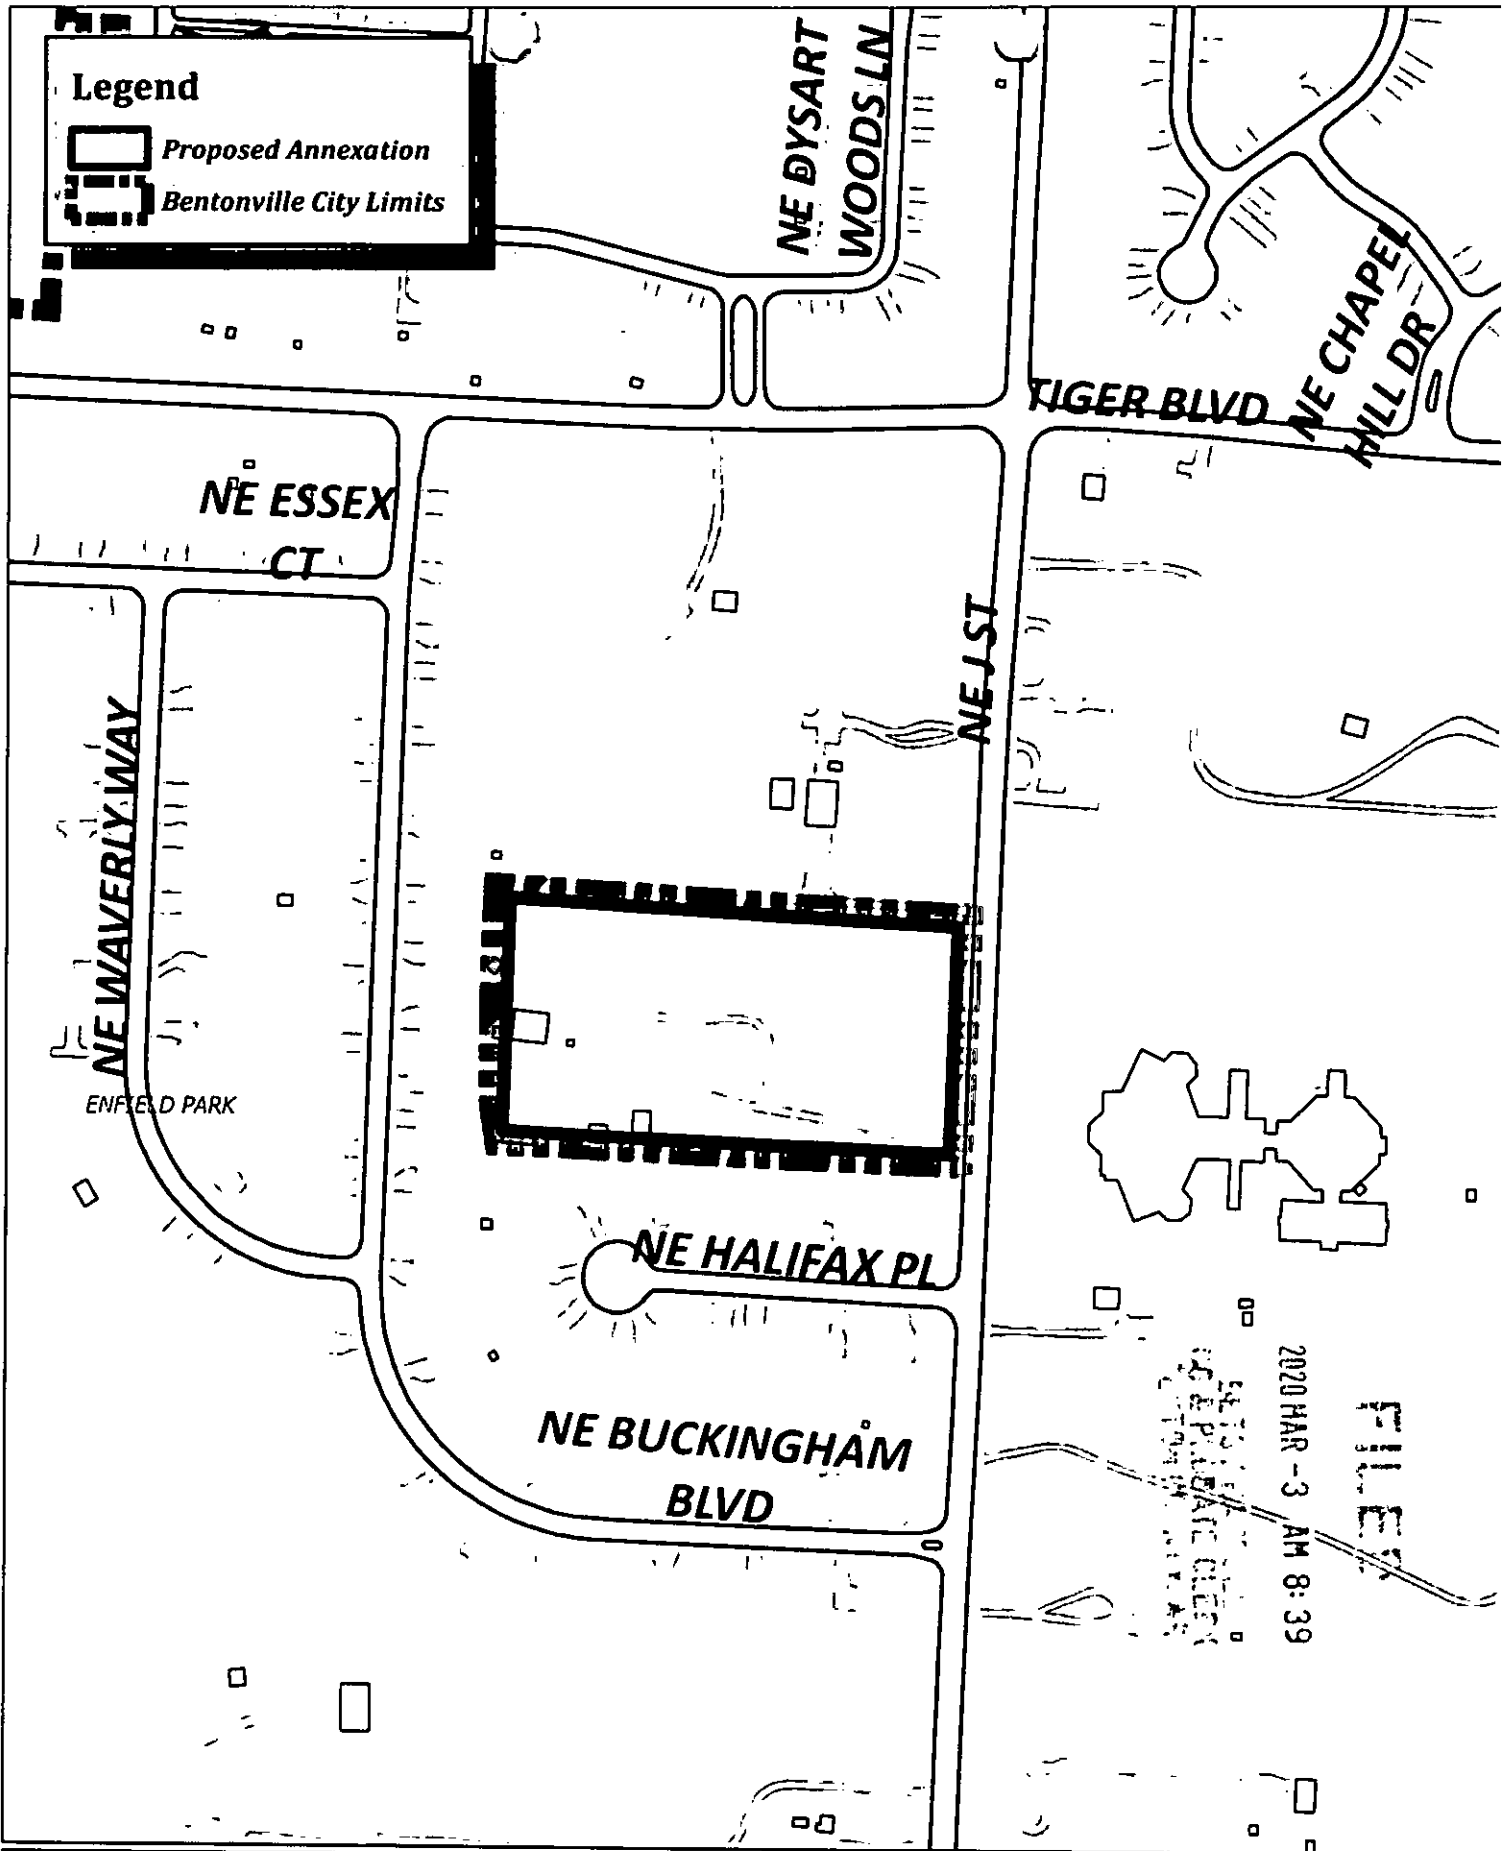 Legend
Proposed Annexation
Bentonville City Limits
NE DYSART
WOODS LN
NE CHAPEL
HILL DR
TIGER BLVD
NE ESSEX
CT
NE J ST
NE WAVERLY WAY
ENFIELD PARK
NE HALIFAX PL
NE BUCKINGHAM
BLVD
2020 MAR -3 AM 8:39